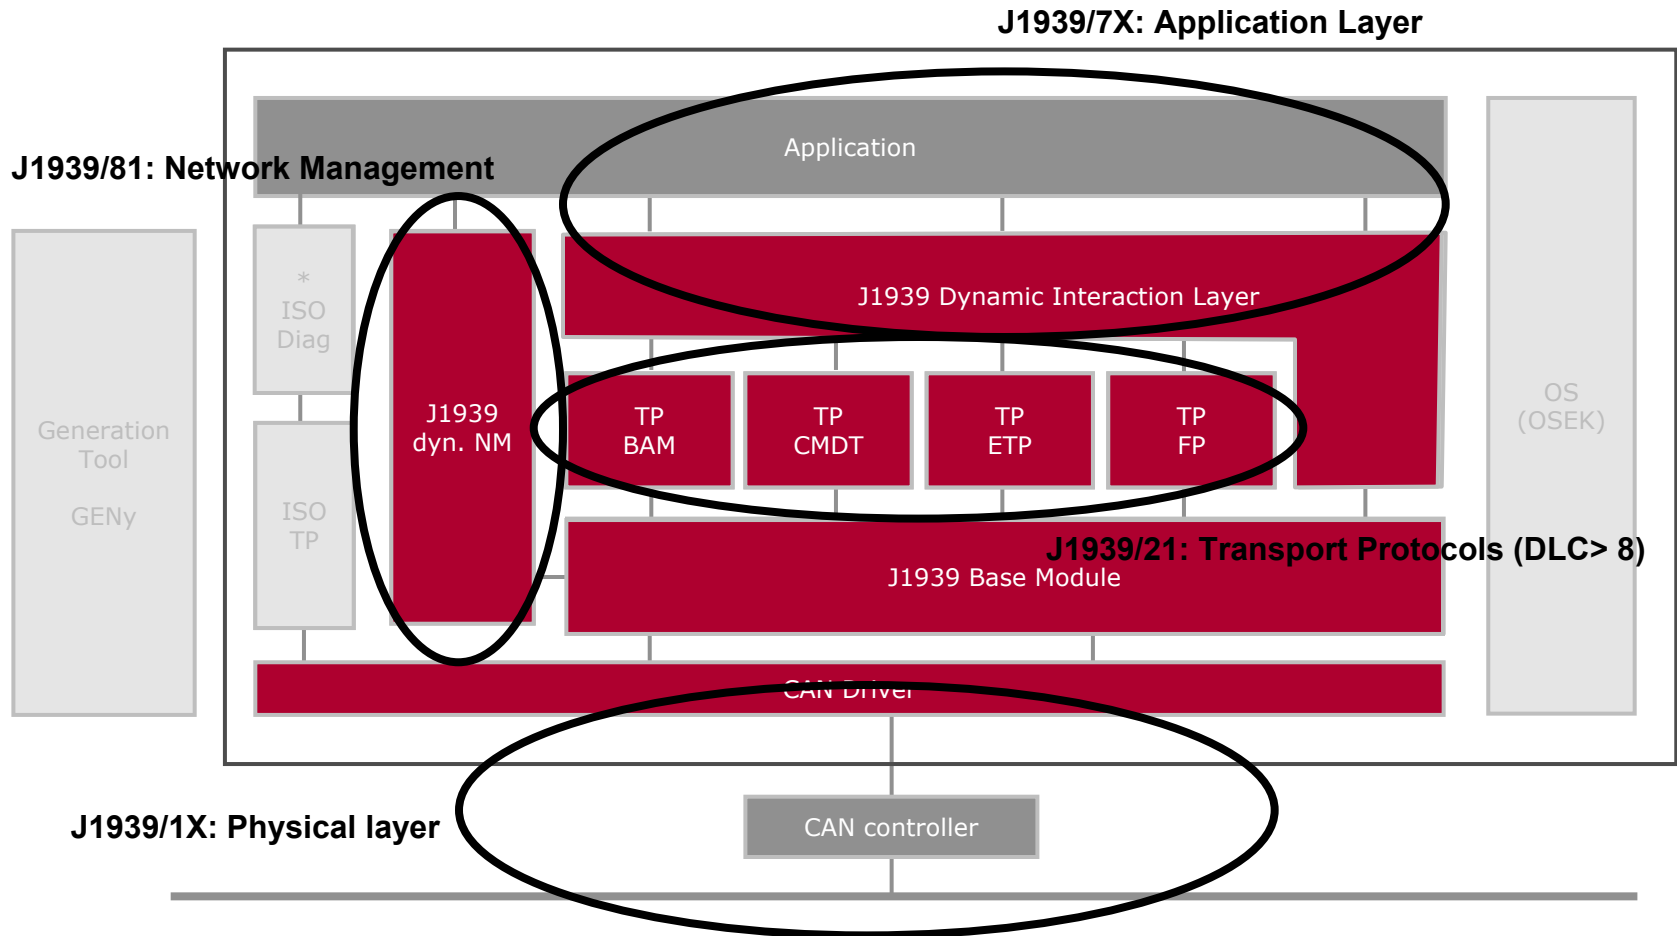 J1939/7X: Application Layer
Application
J1939/81: Network Management
*
ISO
Diag
J1939 Dynamic Interaction Layer
Generation
Tool
GENy
J1939
dyn. NM
TP
BAM
TP
CMDT
TP
ETP
TP
FP
OS
(OSEK)
ISO
TP
J1939/21: Transport Protocols (DLC> 8)
J1939 Base Module
CAN Driver
J1939/1X: Physical layer
CAN controller